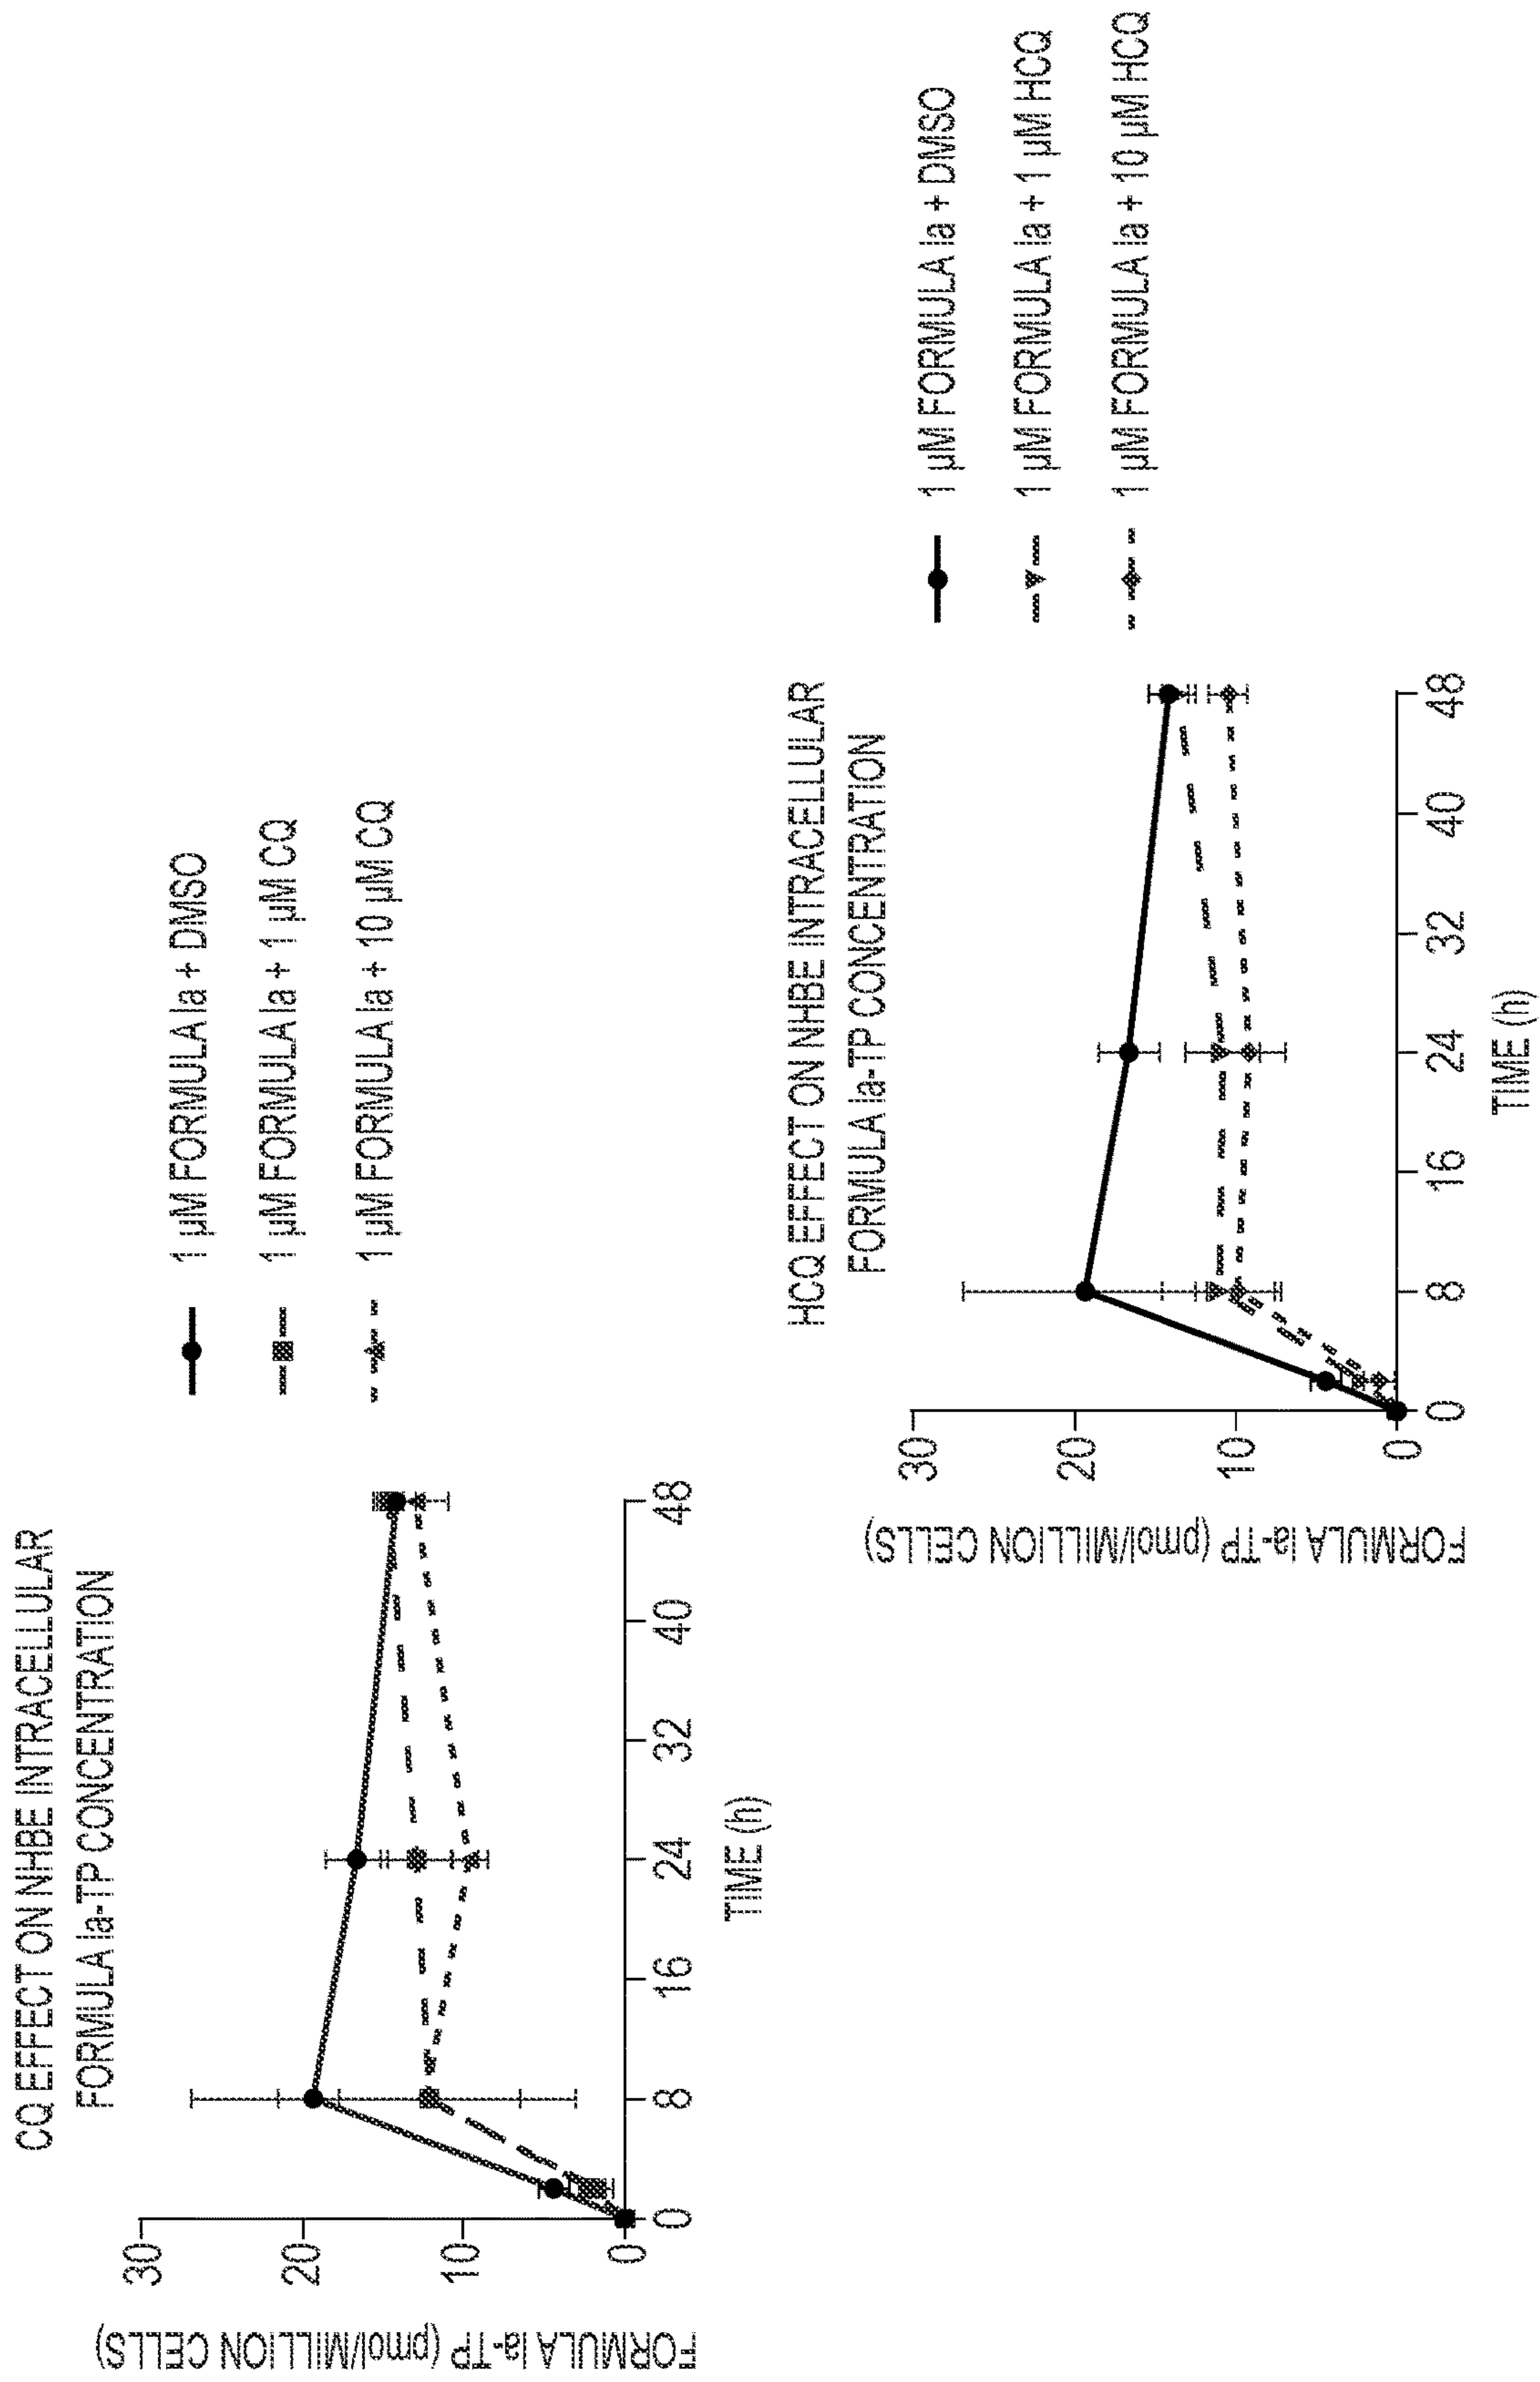 CQ EFFECT ON NHBE INTRACELLULAR
FORMULA Ia-TP CONCENTRATION
FORMULA Ia-TP (pmol/MILLION CELLS)
30
20
10
0
0
8
16
24
32
40
48
TIME (h)
1 µM FORMULA Ia + DMSO
1 µM FORMULA Ia + 1 µM CQ
1 µM FORMULA Ia + 10 µM CQ
HCQ EFFECT ON NHBE INTRACELLULAR
FORMULA Ia-TP CONCENTRATION
FORMULA Ia-TP (pmol/MILLION CELLS)
30
20
10
0
0
8
16
24
32
40
48
TIME (h)
1 µM FORMULA Ia + DMSO
1 µM FORMULA Ia + 1 µM HCQ
1 µM FORMULA Ia + 10 µM HCQ